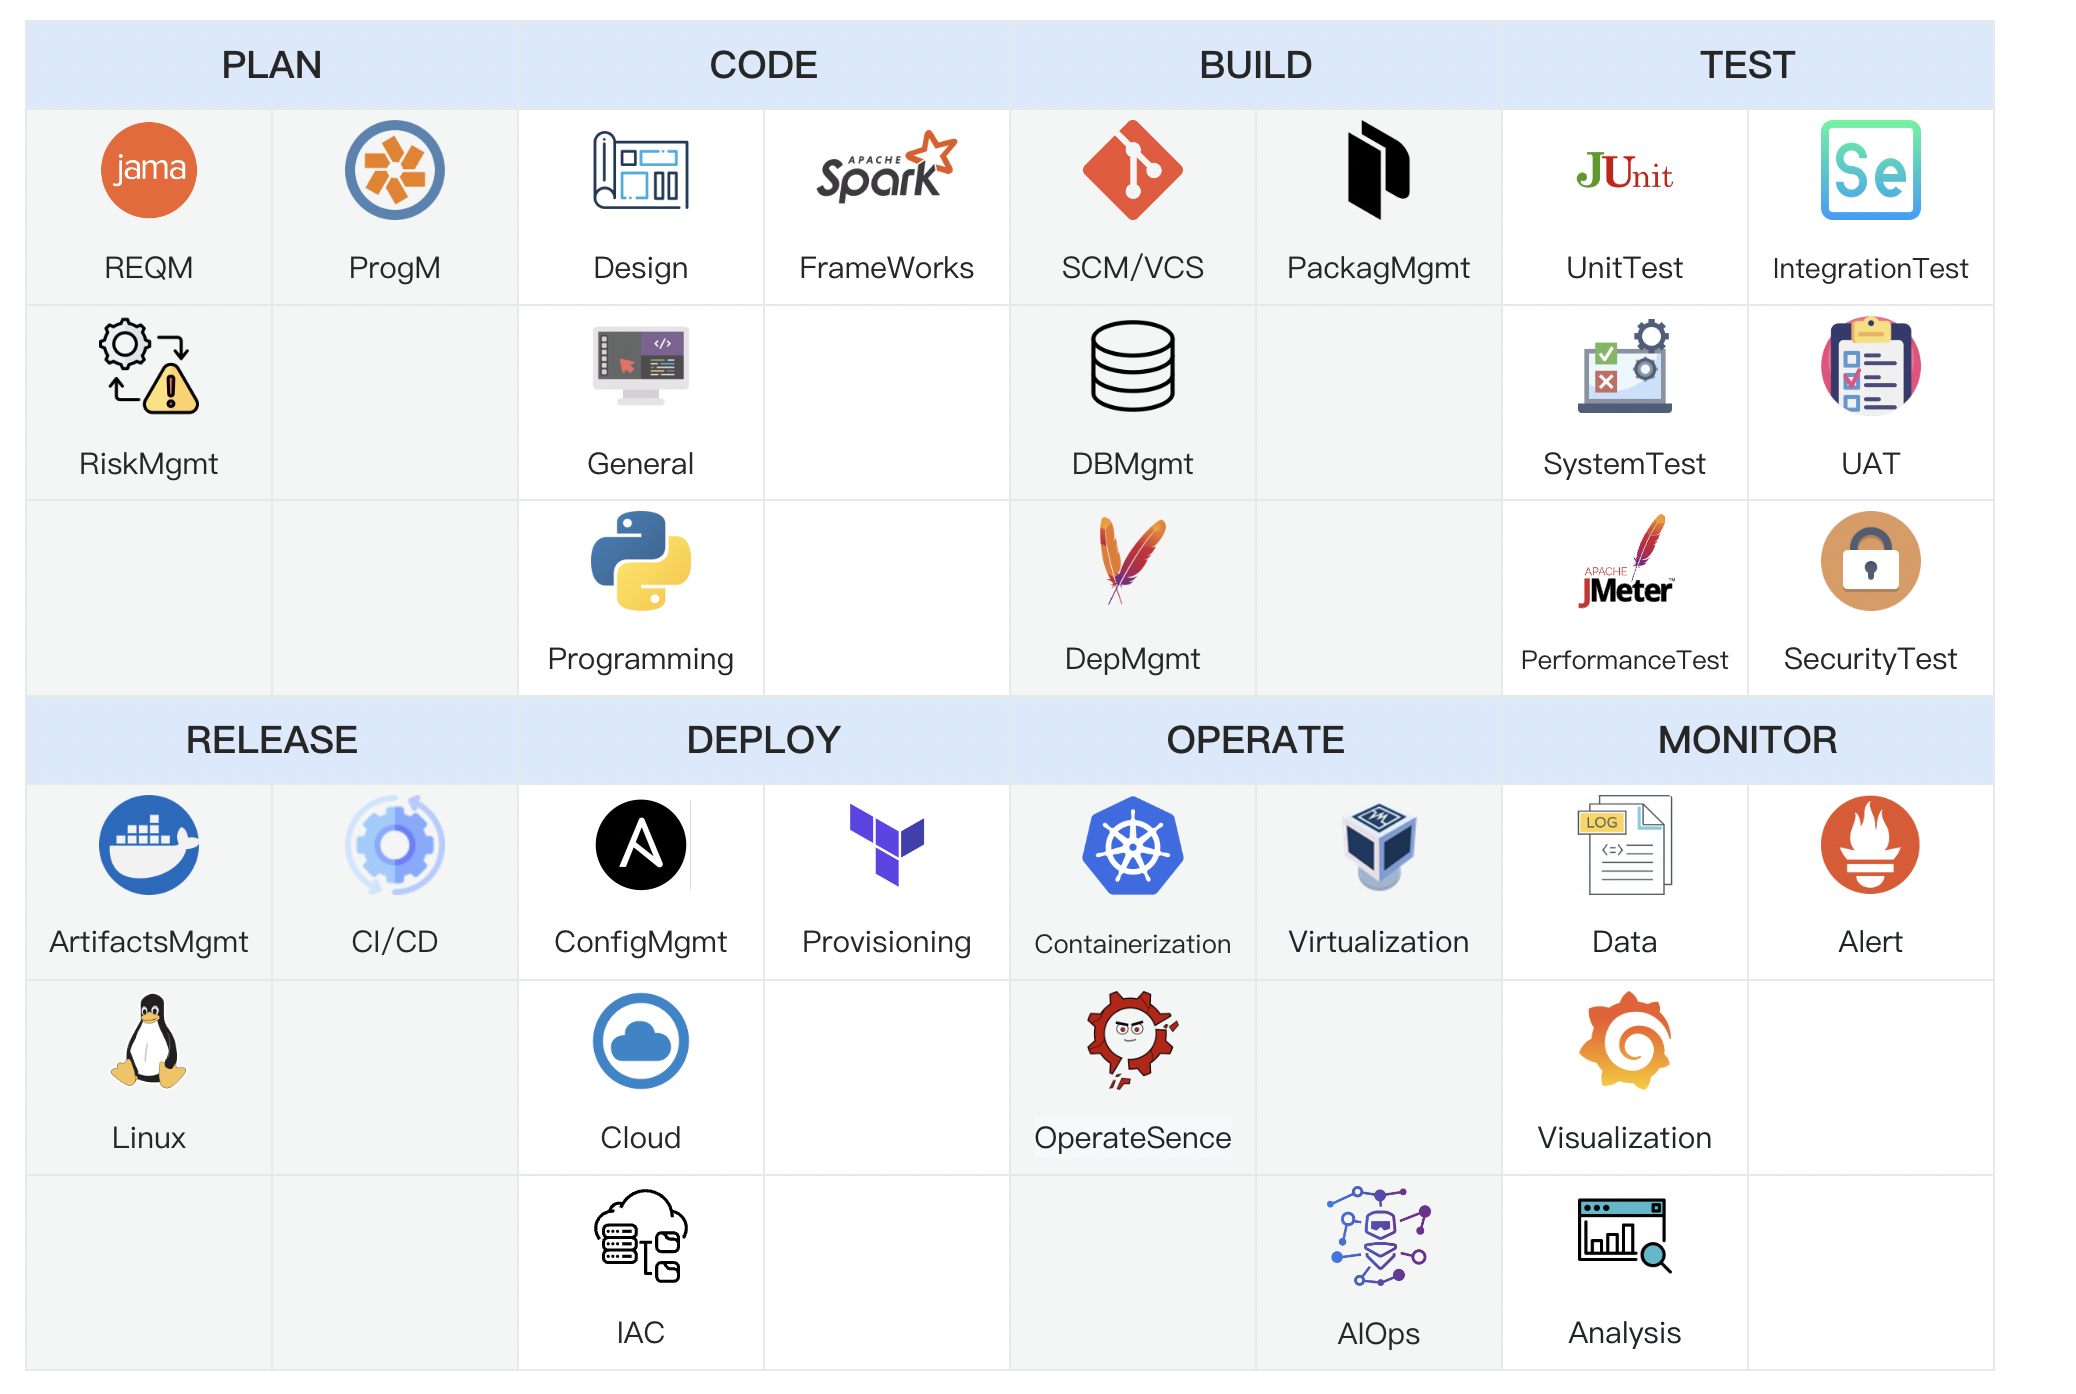 PLAN CODE BUILD TEST
jama
APACHE
Spark
JUnit
Se
REQM ProgM Design FrameWorks SCM/VCS PackagMgmt UnitTest IntegrationTest
</>
RiskMgmt General DBMgmt SystemTest UAT
APACHE
JMeter™
Programming DepMgmt PerformanceTest SecurityTest
RELEASE DEPLOY OPERATE MONITOR
LOG
<=>
ArtifactsMgmt CI/CD ConfigMgmt Provisioning Containerization Virtualization Data Alert
Linux Cloud OperateSence Visualization
IAC AIOps Analysis